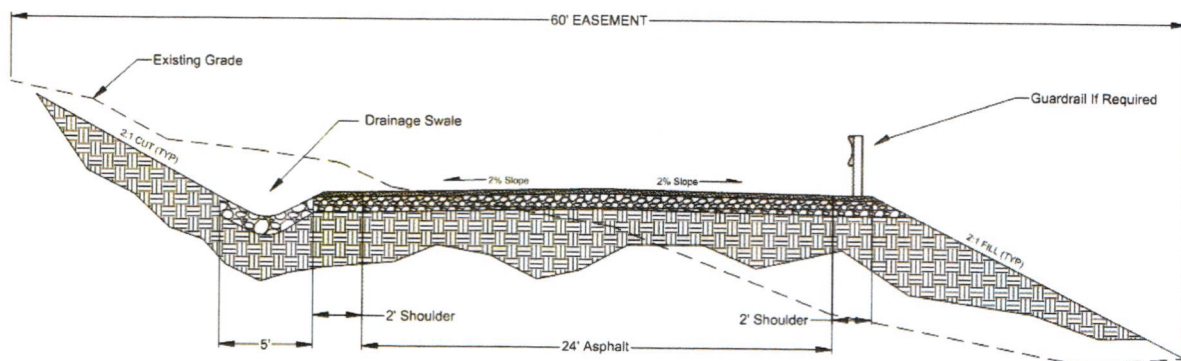 60' EASEMENT
Existing Grade
Guardrail If Required
Drainage Swale
2:1 CUT (TYP)
2% Slope
2% Slope
2:1 FILL (TYP)
2' Shoulder
2' Shoulder
5'
24' Asphalt